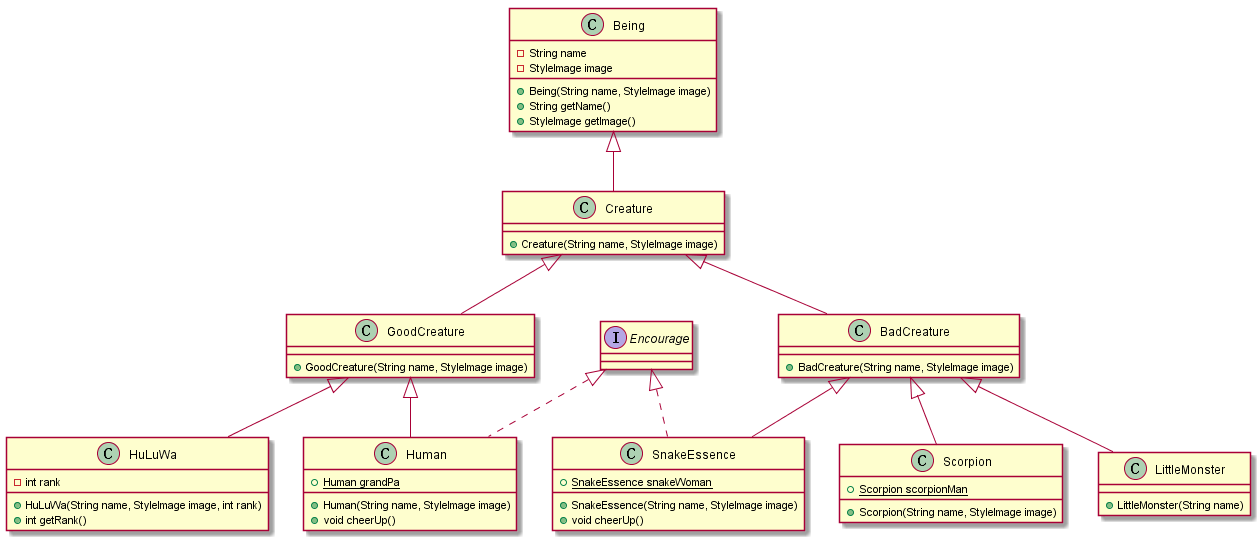 C Being
String name
StyleImage image
Being(String name, StyleImage image)
String getName()
StyleImage getImage()
C Creature
Creature(String name, StyleImage image)
C GoodCreature
GoodCreature(String name, StyleImage image)
I Encourage
C BadCreature
BadCreature(String name, StyleImage image)
C HuLuWa
int rank
HuLuWa(String name, StyleImage image, int rank)
int getRank()
C Human
Human grandPa
Human(String name, StyleImage image)
void cheerUp()
C SnakeEssence
SnakeEssence snakeWoman
SnakeEssence(String name, StyleImage image)
void cheerUp()
C Scorpion
Scorpion scorpionMan
Scorpion(String name, StyleImage image)
C LittleMonster
LittleMonster(String name)